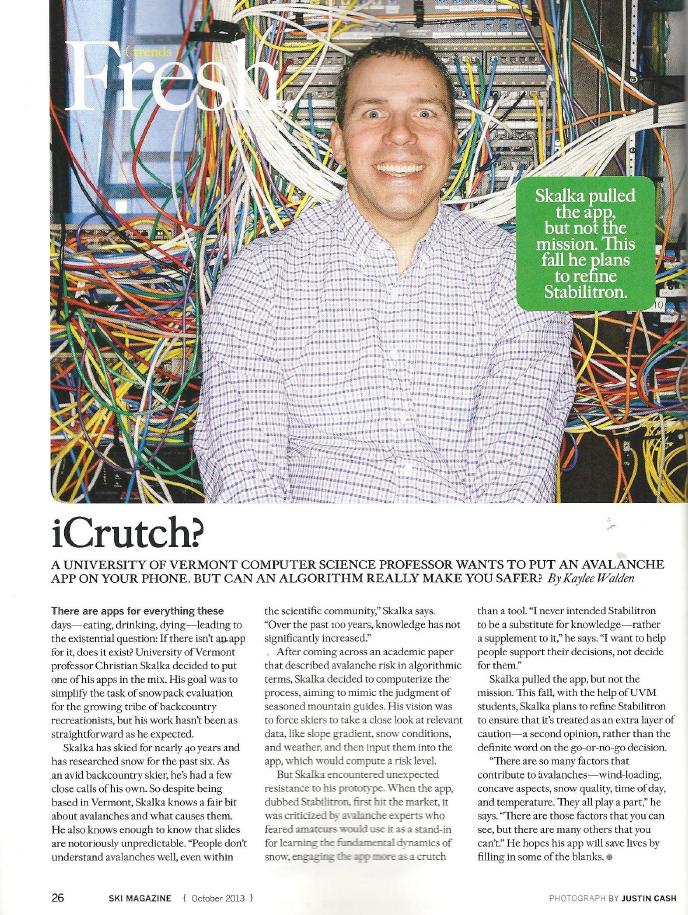 { trends
Fresh
Skalka pulled
the app,
but not the
mission. This
fall he plans
to refine
Stabilitron.
iCrutch?
A UNIVERSITY OF VERMONT COMPUTER SCIENCE PROFESSOR WANTS TO PUT AN AVALANCHE
APP ON YOUR PHONE. BUT CAN AN ALGORITHM REALLY MAKE YOU SAFER? By Kaylee Walden
There are apps for everything these
days—eating, drinking, dying—leading to
the existential question: If there isn't an app
for it, does it exist? University of Vermont
professor Christian Skalka decided to put
one of his apps in the mix. His goal was to
simplify the task of snowpack evaluation
for the growing tribe of backcountry
recreationists, but his work hasn't been as
straightforward as he expected.
Skalka has skied for nearly 40 years and
has researched snow for the past six. As
an avid backcountry skier, he's had a few
close calls of his own. So despite being
based in Vermont, Skalka knows a fair bit
about avalanches and what causes them.
He also knows enough to know that slides
are notoriously unpredictable. "People don't
understand avalanches well, even within
the scientific community," Skalka says.
"Over the past 100 years, knowledge has not
significantly increased."
After coming across an academic paper
that described avalanche risk in algorithmic
terms, Skalka decided to computerize the
process, aiming to mimic the judgment of
seasoned mountain guides. His vision was
to force skiers to take a close look at relevant
data, like slope gradient, snow conditions,
and weather, and then input them into the
app, which would compute a risk level.
But Skalka encountered unexpected
resistance to his prototype. When the app,
dubbed Stabilitron, first hit the market, it
was criticized by avalanche experts who
feared amateurs would use it as a stand-in
for learning the fundamental dynamics of
snow, engaging the app more as a crutch
than a tool. "I never intended Stabilitron
to be a substitute for knowledge—rather
a supplement to it," he says. "I want to help
people support their decisions, not decide
for them."
Skalka pulled the app, but not the
mission. This fall, with the help of UVM
students, Skalka plans to refine Stabilitron
to ensure that it's treated as an extra layer of
caution—a second opinion, rather than the
definite word on the go-or-no-go decision.
"There are so many factors that
contribute to avalanches—wind-loading,
concave aspects, snow quality, time of day,
and temperature. They all play a part," he
says. "There are those factors that you can
see, but there are many others that you
can't." He hopes his app will save lives by
filling in some of the blanks.
26 SKI MAGAZINE { October 2013 }
PHOTOGRAPH BY JUSTIN CASH